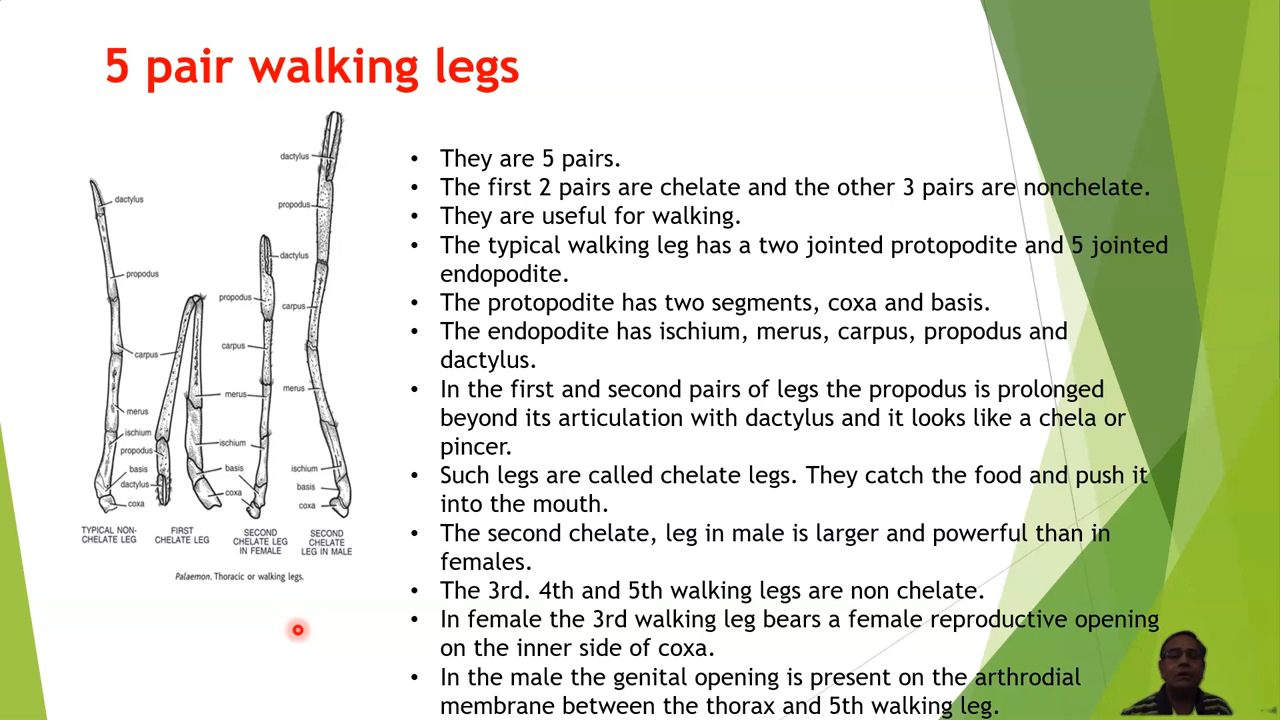 5 pair walking legs
dactylus
propodus
dactylus
dactylus
propodus
propodus
carpus
carpus
carpus
merus
merus
merus
ischium
propodus
ischium
basis
basis
ischium
dactylus
basis
coxa
coxa
coxa
TYPICAL NON-
CHELATE LEG
FIRST
CHELATE LEG
SECOND
CHELATE LEG
IN FEMALE
SECOND
CHELATE
LEG IN MALE
Palaemon. Thoracic or walking legs.
• They are 5 pairs.
• The first 2 pairs are chelate and the other 3 pairs are nonchelate.
• They are useful for walking.
• The typical walking leg has a two jointed protopodite and 5 jointed
endopodite.
• The protopodite has two segments, coxa and basis.
• The endopodite has ischium, merus, carpus, propodus and
dactylus.
• In the first and second pairs of legs the propodus is prolonged
beyond its articulation with dactylus and it looks like a chela or
pincer.
• Such legs are called chelate legs. They catch the food and push it
into the mouth.
• The second chelate, leg in male is larger and powerful than in
females.
• The 3rd. 4th and 5th walking legs are non chelate.
• In female the 3rd walking leg bears a female reproductive opening
on the inner side of coxa.
• In the male the genital opening is present on the arthrodial
membrane between the thorax and 5th walking leg.